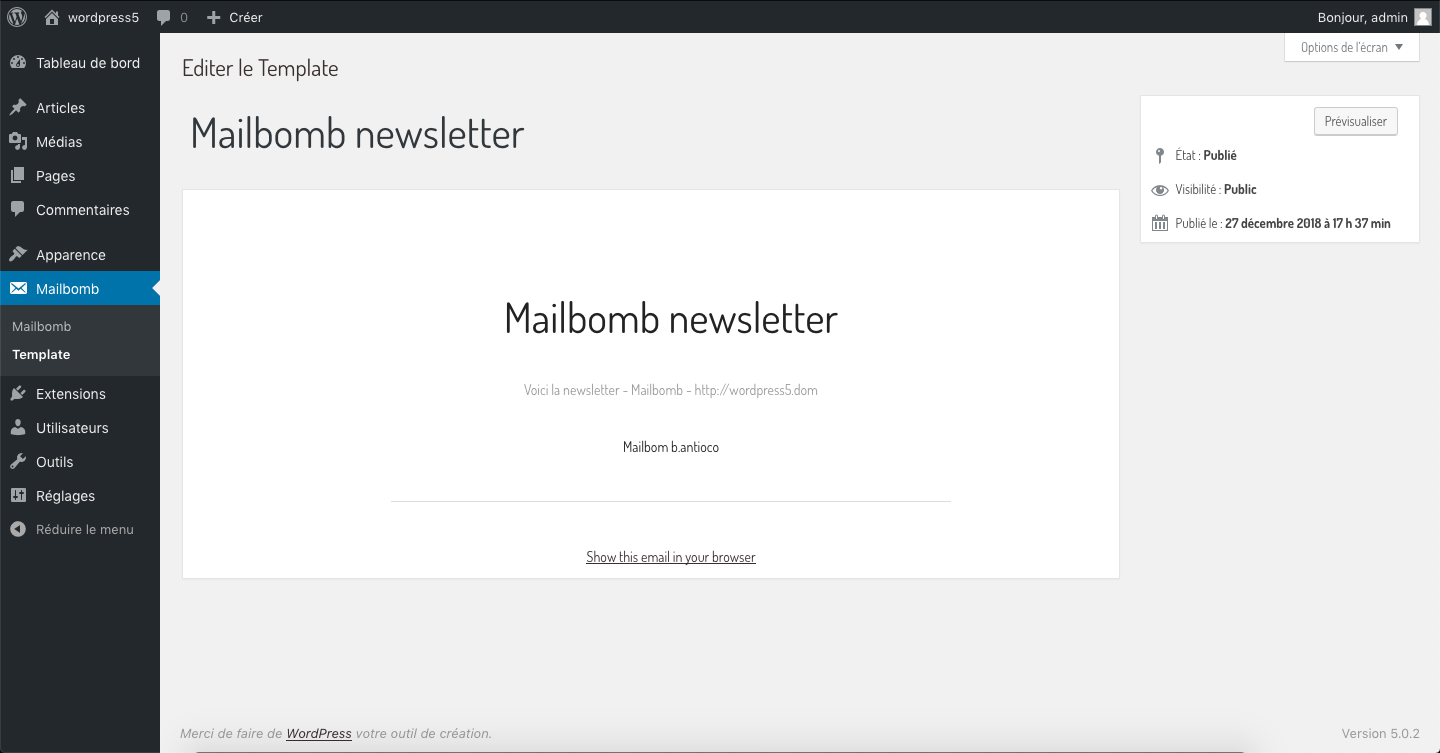 wordpress5 0 Créer Bonjour, admin
Tableau de bord
Articles
Médias
Pages
Commentaires
Apparence
Mailbomb
Mailbomb
Template
Extensions
Utilisateurs
Outils
Réglages
Réduire le menu
Options de l'écran
Editer le Template
Mailbomb newsletter
Mailbomb newsletter
Voici la newsletter - Mailbomb - http://wordpress5.dom
Mailbom b.antioco
Show this email in your browser
Prévisualiser
État : Publié
Visibilité : Public
Publié le : 27 décembre 2018 à 17 h 37 min
Merci de faire de WordPress votre outil de création.
Version 5.0.2